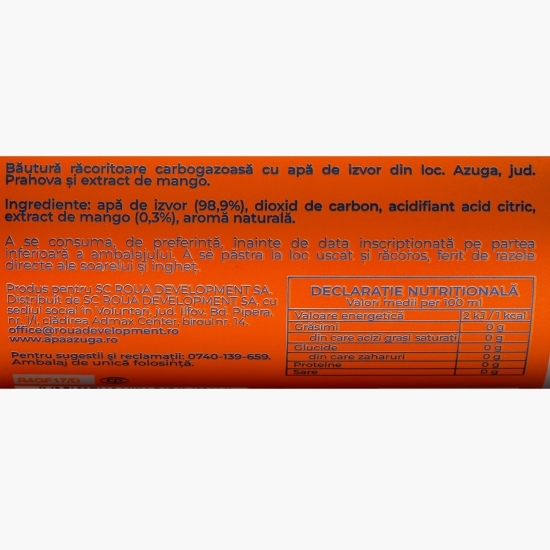 Băutură răcoritoare carbogazoasă cu apă de izvor din loc. Azuga, jud.
Prahova și extract de mango.
Ingrediente: apă de izvor (98,9%), dioxid de carbon, acidifiant acid citric,
extract de mango (0,3%), aromă naturală.
A se consuma, de preferință, înainte de data inscripționată pe partea
inferioară a ambalajului. A se păstra la loc uscat și răcoros, ferit de razele
directe ale soarelui și îngheț.
Produs pentru SC ROUA DEVELOPMENT SA.
Distribuit de SC ROUA DEVELOPMENT SA, cu
sediul social în Voluntari, jud. Ilfov, Bd. Pipera,
nr. 1/I, clădirea Admax Center, birou nr. 14.
office@rouadevelopment.ro
www.apaazuga.ro
Pentru sugestii și reclamații: 0740-139-659.
Ambalaj de unică folosință.
DECLARAȚIE NUTRIȚIONALĂ
Valori medii per 100 ml
Valoare energetică 2 kJ/1 kcal
Grăsimi 0 g
din care acizi grași saturați 0 g
Glucide 0 g
din care zaharuri 0 g
Proteine 0 g
Sare 0 g